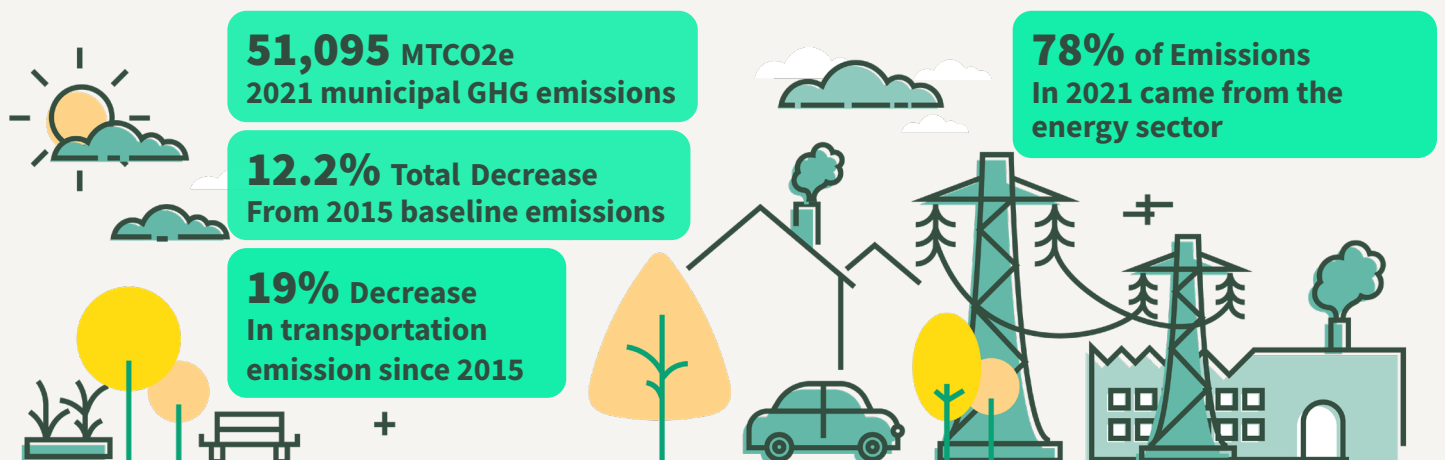 51,095 MTCO2e
2021 municipal GHG emissions
12.2% Total Decrease
From 2015 baseline emissions
19% Decrease
In transportation
emission since 2015
78% of Emissions
In 2021 came from the
energy sector